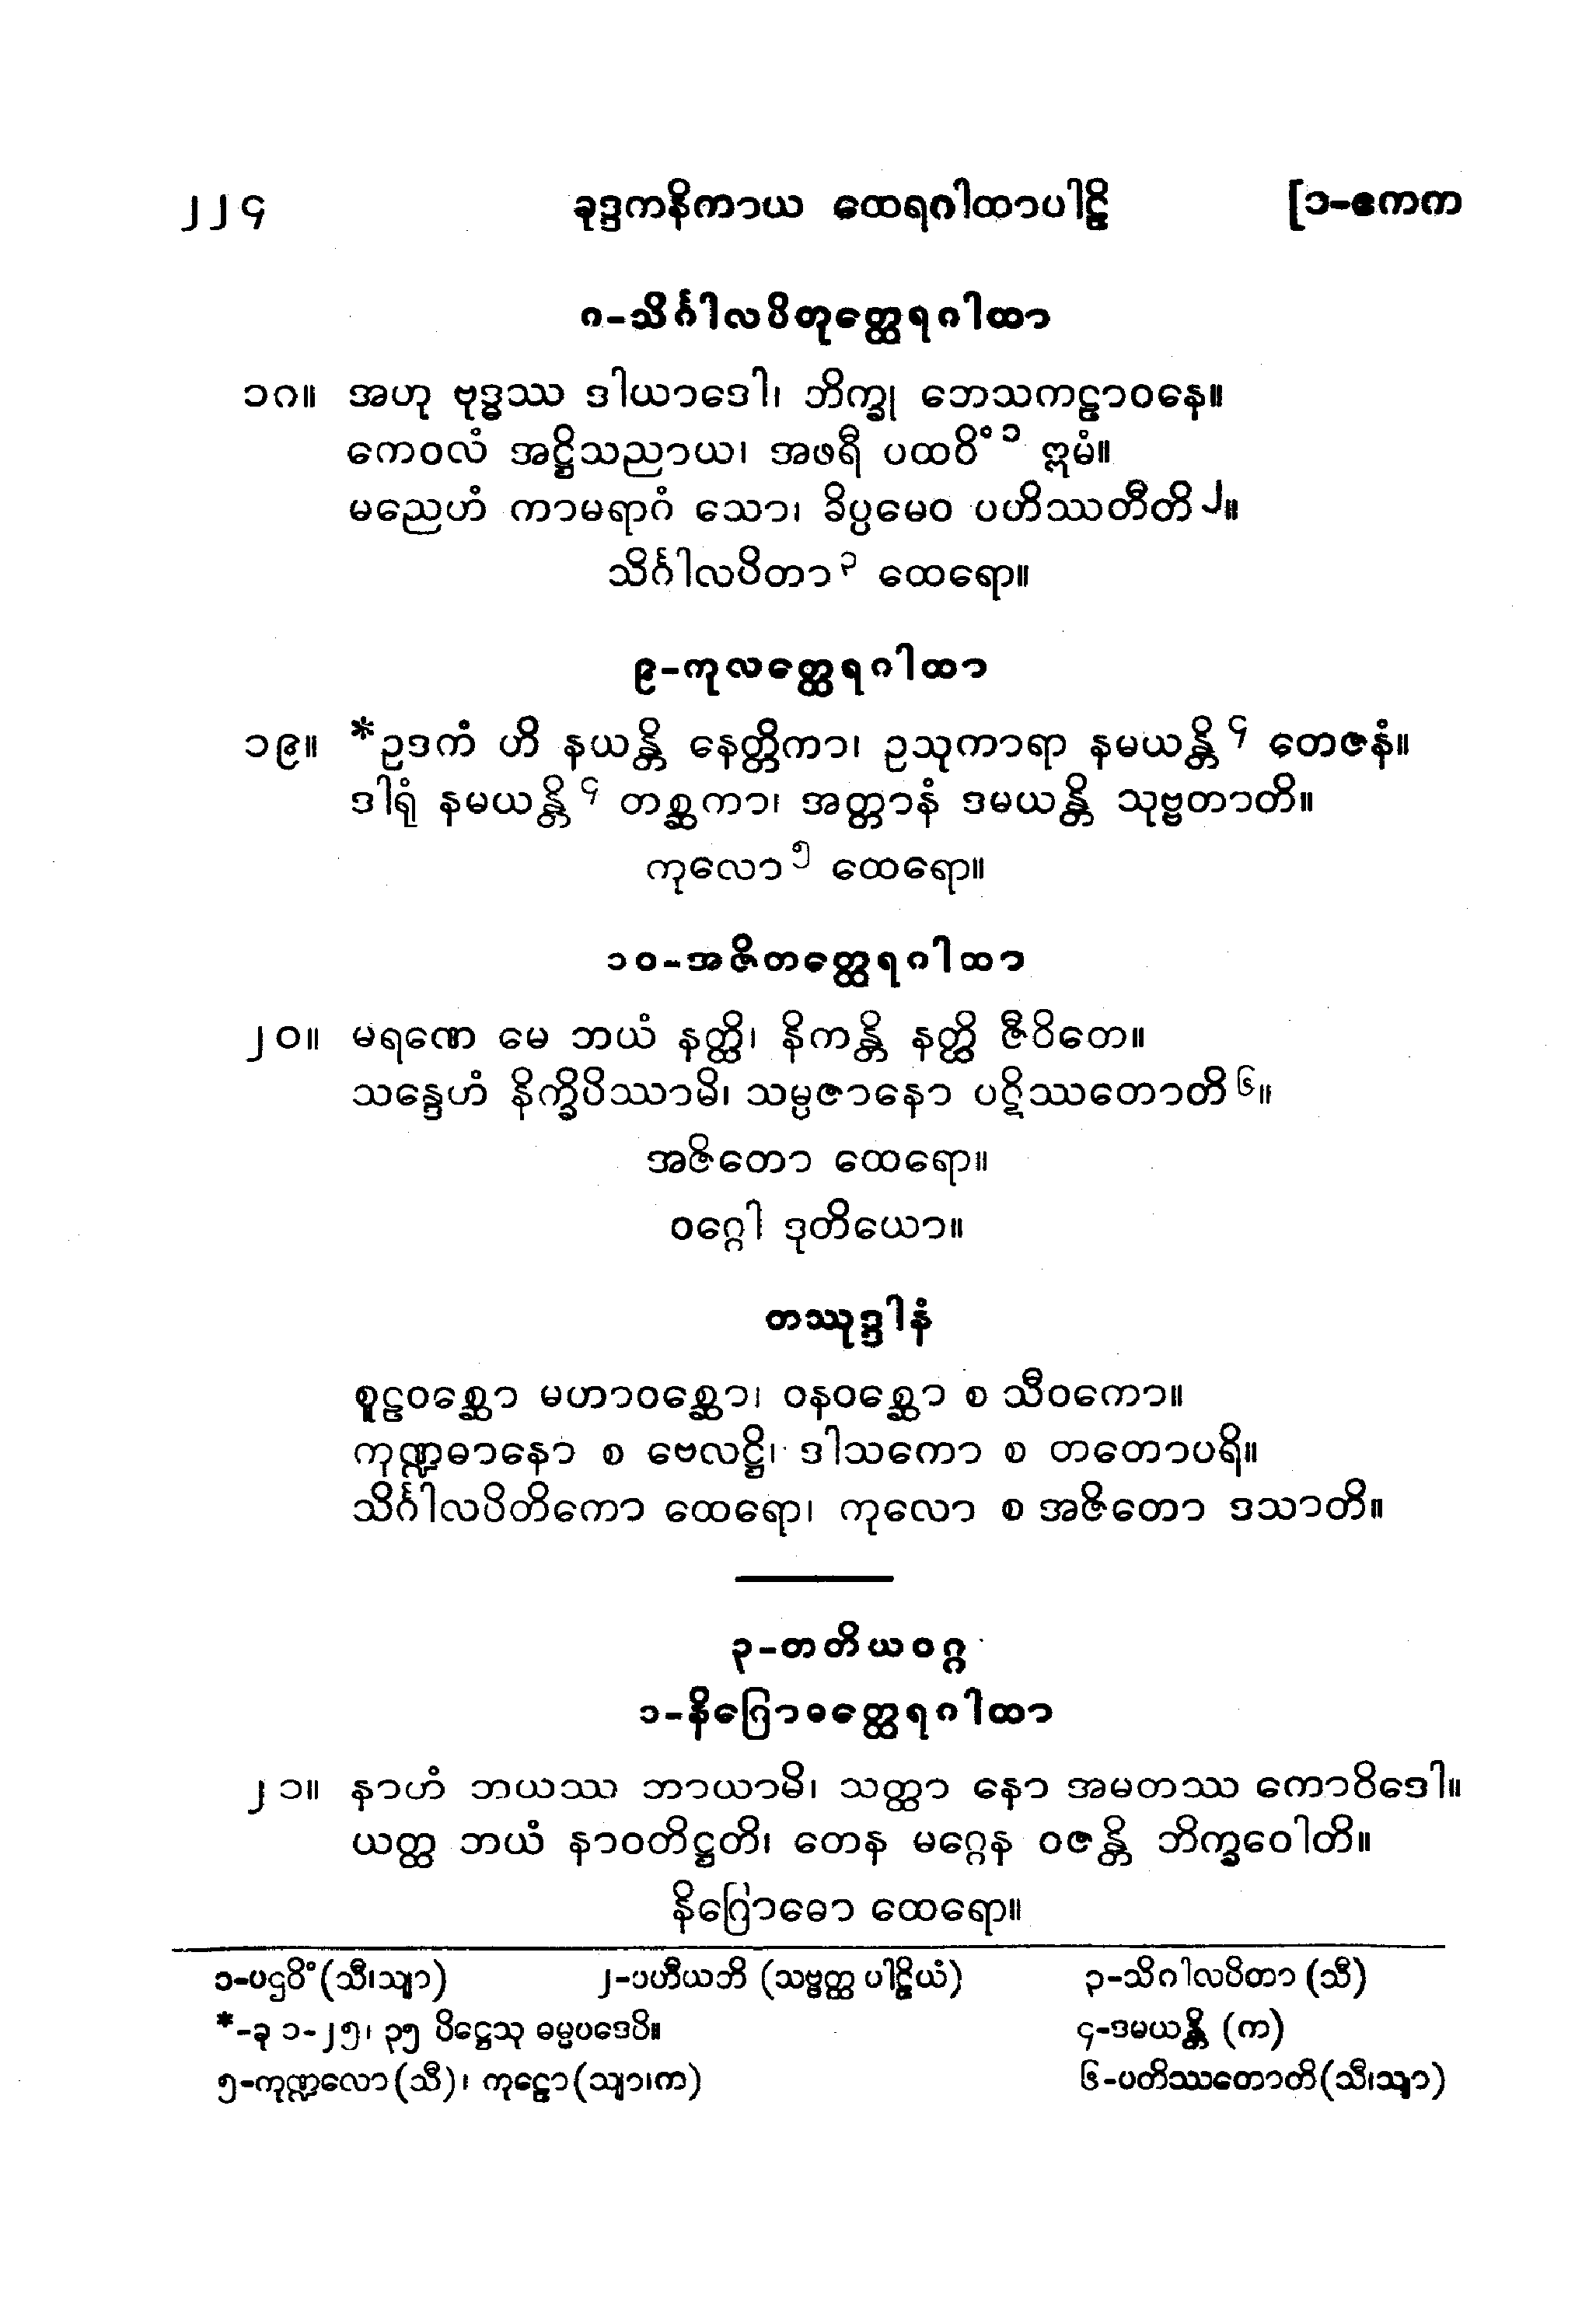 ၂၂၄ ခုဒ္ဒကနိကာယ ထေရဂါထာပါဠိ [၁-ဧကက
၈-သိင်္ဂါလပိတုတ္ထေရဂါထာ
၁၈။ အဟု ဗုဒ္ဓဿ ဒါယာဒေါ၊ ဘိက္ခု ဘေသကဠာဝနေ။
ကေဝလံ အဋ္ဌိသညာယ၊ အဖရီ ပထဝိံ ၁ ဣမံ။
မညေဟံ ကာမရာဂံ သော၊ ခိပ္ပမေဝ ပဟိဿတီတိ ၂။
သိင်္ဂါလပိတာ ၃ ထေရော။
၉-ကုလတ္ထေရဂါထာ
၁၉။ *ဥဒကံ ဟိ နယန္တိ နေတ္တိကာ၊ ဥသုကာရာ နမယန္တိ ၄ တေဇနံ။
ဒါရုံ နမယန္တိ ၄ တစ္ဆကာ၊ အတ္တာနံ ဒမယန္တိ သုဗ္ဗတာတိ။
ကုလော ၅ ထေရော။
၁၀-အဇိတတ္ထေရဂါထာ
၂၀။ မရဏေ မေ ဘယံ နတ္ထိ၊ နိကန္တိ နတ္ထိ ဇီဝိတေ။
သန္ဒေဟံ နိက္ခိပိဿာမိ၊ သမ္ပဇာနော ပဋိဿတောတိ ၆။
အဇိတော ထေရော။
ဝဂ္ဂေါ ဒုတိယော။
တဿုဒ္ဒါနံ
စူဠဝစ္ဆော မဟာဝစ္ဆော၊ ဝနဝစ္ဆော စ သီဝကော။
ကုဏ္ဍဓာနော စ ဗေလဋ္ဌိ၊ ဒါသကော စ တတောပရိ။
သိင်္ဂါလပိတိကော ထေရော၊ ကုလော စ အဇိတော ဒသာတိ။
၃-တတိယဝဂ္ဂ
၁-နိဂြောဓတ္ထေရဂါထာ
၂၁။ နာဟံ ဘယဿ ဘာယာမိ၊ သတ္ထာ နော အမတဿ ကောဝိဒေါ။
ယတ္ထ ဘယံ နာဝတိဋ္ဌတိ၊ တေန မဂ္ဂေန ဝဇန္တိ ဘိက္ခဝေါတိ။
နိဂြောဓော ထေရော။
၁-ပဌဝိံ (သီ၊သျာ) ၂-ပဟီယဘိ (သဗ္ဗတ္ထ ပါဠိယံ) ၃-သိဂါလပိတာ (သီ)
*-ခု ၁-၂၅၊ ၃၅ ပိဋ္ဌေသု ဓမ္မပဒေပိ။ ၄-ဒမယန္တိ (က)
၅-ကုဏ္ဍလော (သီ)၊ ကုဠော (သျာ၊က) ၆-ပတိဿတောတိ (သီ၊သျာ)